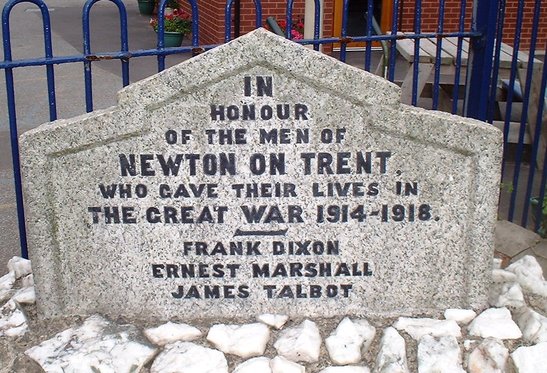 IN
HONOUR
OF THE MEN OF
NEWTON ON TRENT,
WHO GAVE THEIR LIVES IN
THE GREAT WAR 1914-1918.
FRANK DIXON
ERNEST MARSHALL
JAMES TALBOT